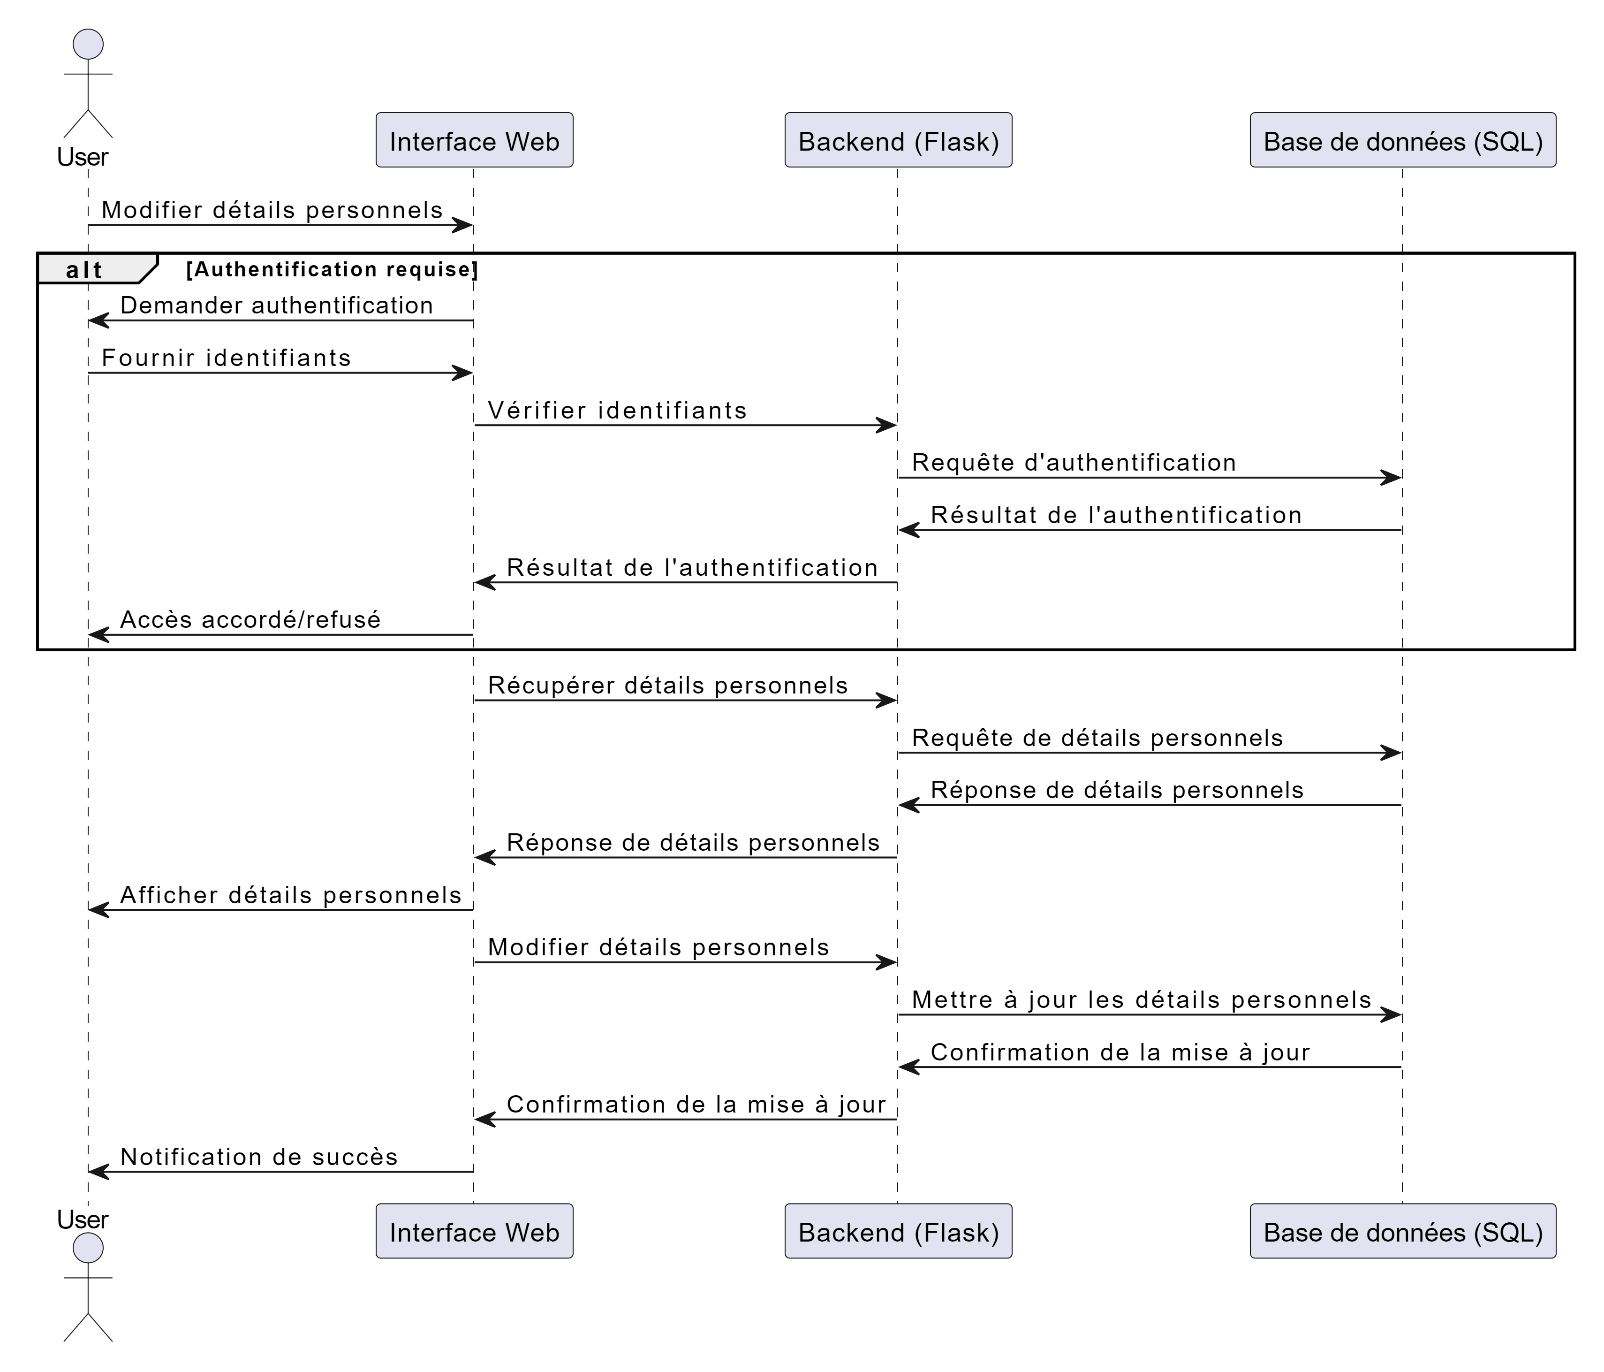 User
Interface Web
Backend (Flask)
Base de données (SQL)
Modifier détails personnels
alt [Authentification requise]
Demander authentification
Fournir identifiants
Vérifier identifiants
Requête d'authentification
Résultat de l'authentification
Résultat de l'authentification
Accès accordé/refusé
Récupérer détails personnels
Requête de détails personnels
Réponse de détails personnels
Réponse de détails personnels
Afficher détails personnels
Modifier détails personnels
Mettre à jour les détails personnels
Confirmation de la mise à jour
Confirmation de la mise à jour
Notification de succès
User
Interface Web
Backend (Flask)
Base de données (SQL)